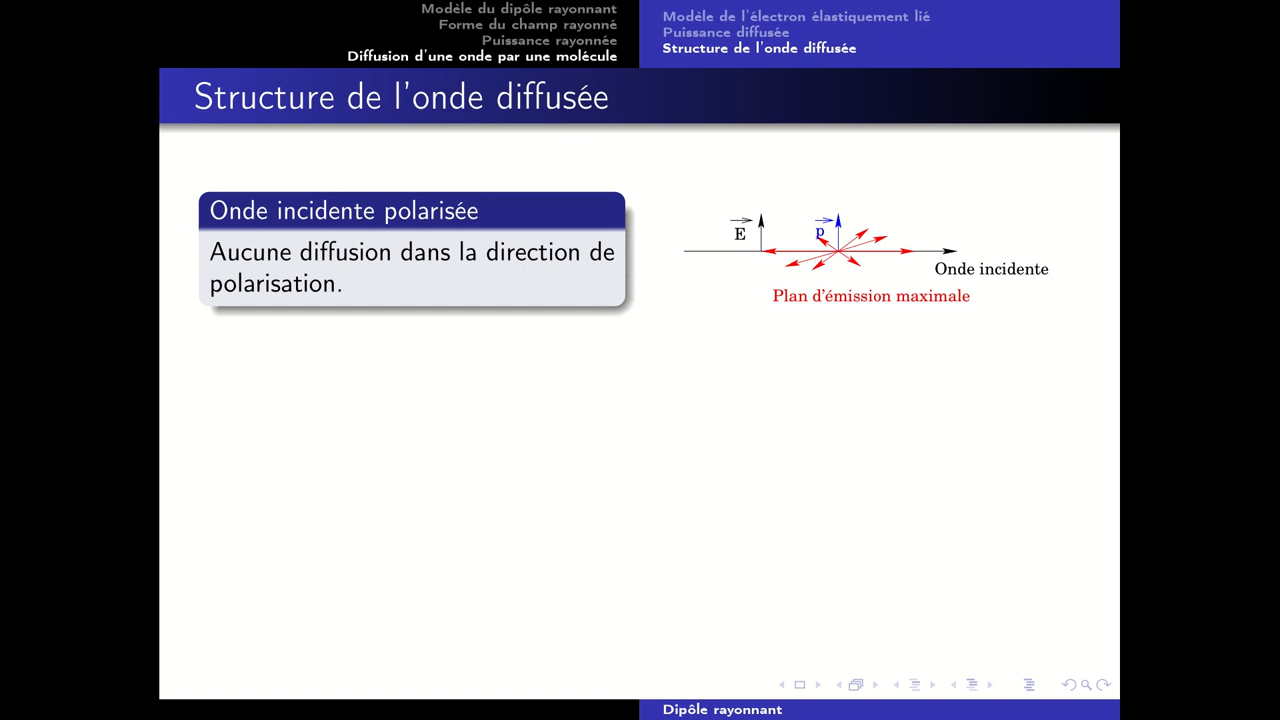 Modèle du dipôle rayonnant
Forme du champ rayonné
Puissance rayonnée
Diffusion d'une onde par une molécule
Modèle de l'électron élastiquement lié
Puissance diffusée
Structure de l'onde diffusée
Structure de l'onde diffusée
Onde incidente polarisée
Aucune diffusion dans la direction de
polarisation.
E
p
Onde incidente
Plan d'émission maximale
Dipôle rayonnant